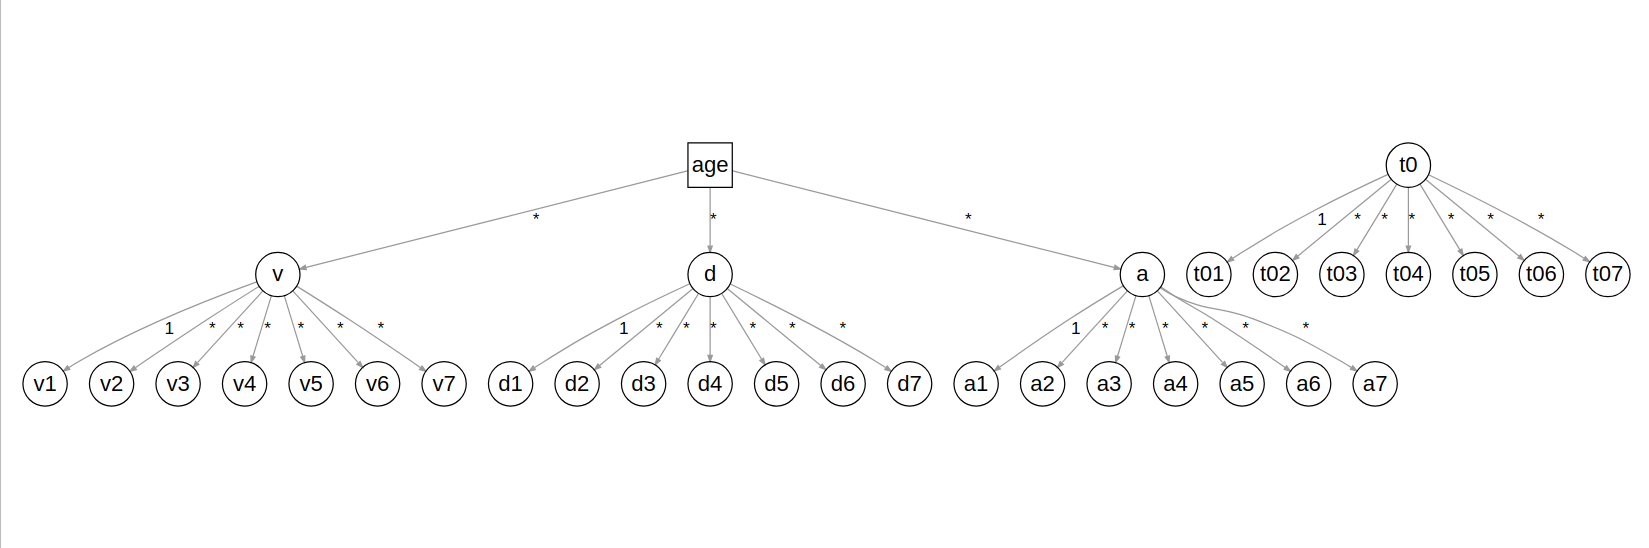 age t0
* * * 1 * * * * * *
v d a t01 t02 t03 t04 t05 t06 t07
1 * * * * * * 1 * * * * * * 1 * * * * * *
v1 v2 v3 v4 v5 v6 v7 d1 d2 d3 d4 d5 d6 d7 a1 a2 a3 a4 a5 a6 a7